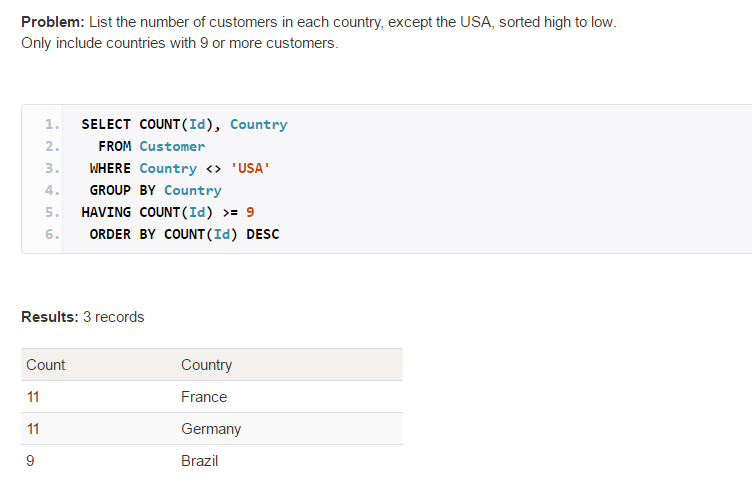 Problem: List the number of customers in each country, except the USA, sorted high to low.
Only include countries with 9 or more customers.
1. SELECT COUNT(Id), Country
2. FROM Customer
3. WHERE Country <> 'USA'
4. GROUP BY Country
5. HAVING COUNT(Id) >= 9
6. ORDER BY COUNT(Id) DESC
Results: 3 records
Count Country
11 France
11 Germany
9 Brazil